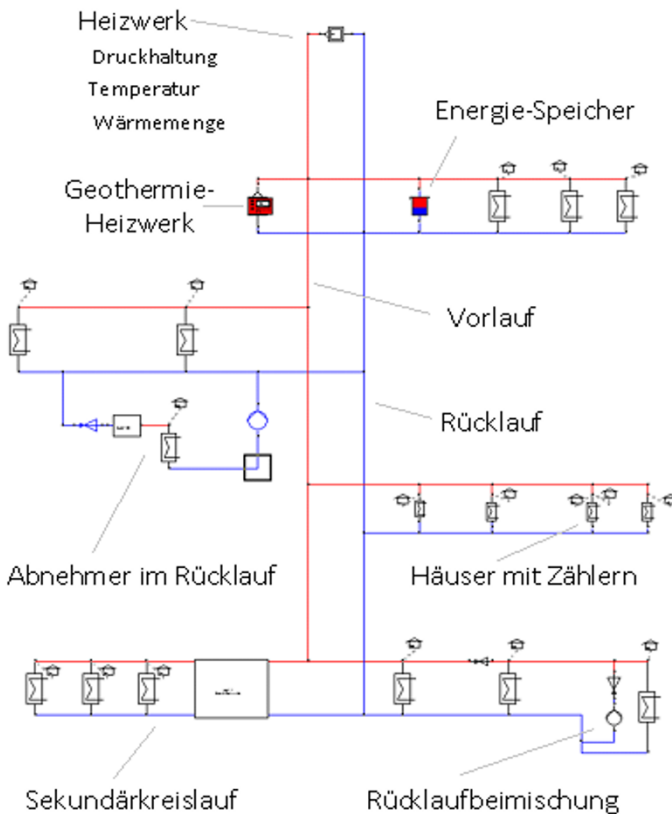 Heizwerk
Druckhaltung
Temperatur
Wärmemenge
Energie-Speicher
Geothermie-
Heizwerk
Vorlauf
Rücklauf
Abnehmer im Rücklauf
Häuser mit Zählern
Sekundärkreislauf
Rücklaufbeimischung